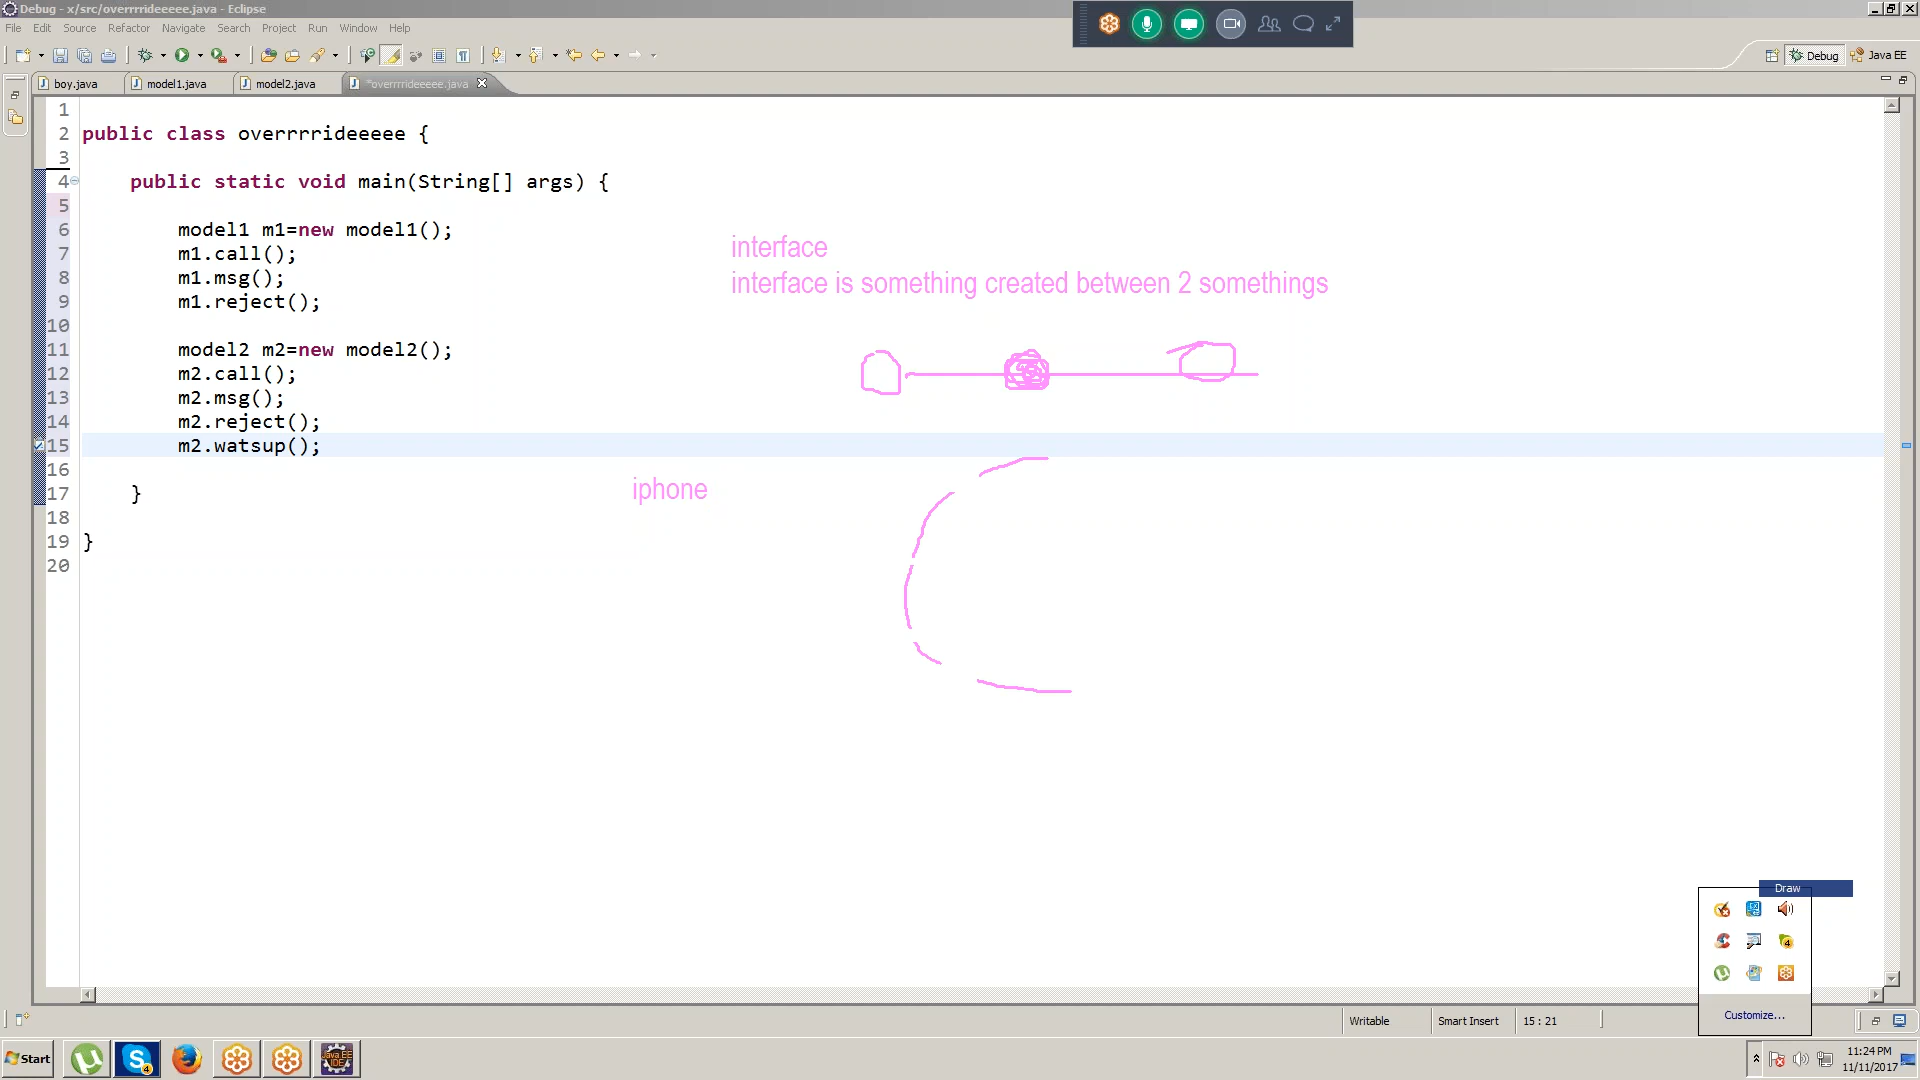 Debug - x/src/overrrrideeeee.java - Eclipse
File Edit Source Refactor Navigate Search Project Run Window Help
Debug Java EE
boy.java model1.java model2.java *overrrrideeeee.java
1
2 public class overrrrideeeee {
3
4 public static void main(String[] args) {
5
6 model1 m1=new model1();
7 m1.call();
8 m1.msg();
9 m1.reject();
10
11 model2 m2=new model2();
12 m2.call();
13 m2.msg();
14 m2.reject();
15 m2.watsup();
16
17 }
18
19 }
20
interface
interface is something created between 2 somethings
iphone
Draw
Customize...
Writable Smart Insert 15 : 21
Start
11:24 PM
11/11/2017